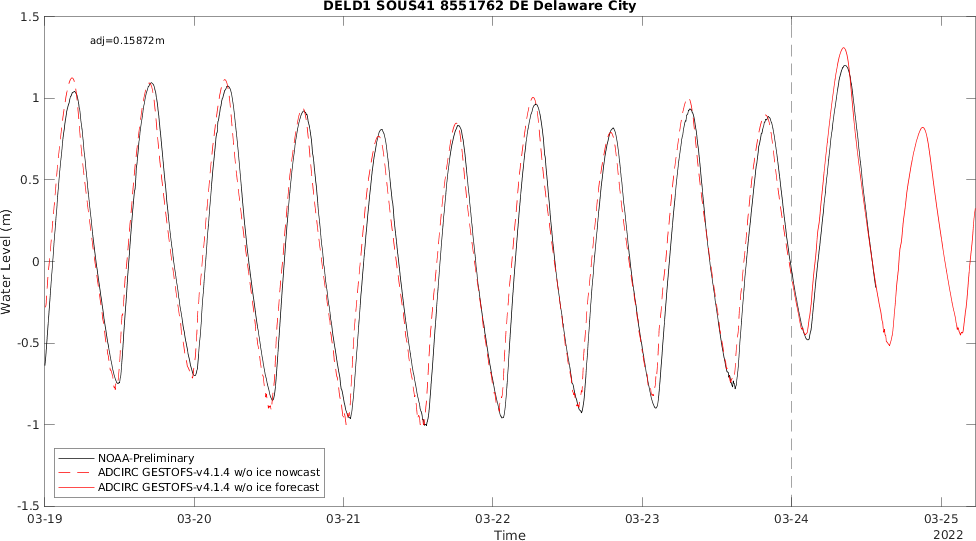 DELD1 SOUS41 8551762 DE Delaware City
adj=0.15872m
1.5
1
0.5
0
-0.5
-1
-1.5
Water Level (m)
NOAA-Preliminary
ADCIRC GESTOFS-v4.1.4 w/o ice nowcast
ADCIRC GESTOFS-v4.1.4 w/o ice forecast
03-19 03-20 03-21 03-22 03-23 03-24 03-25
Time
2022